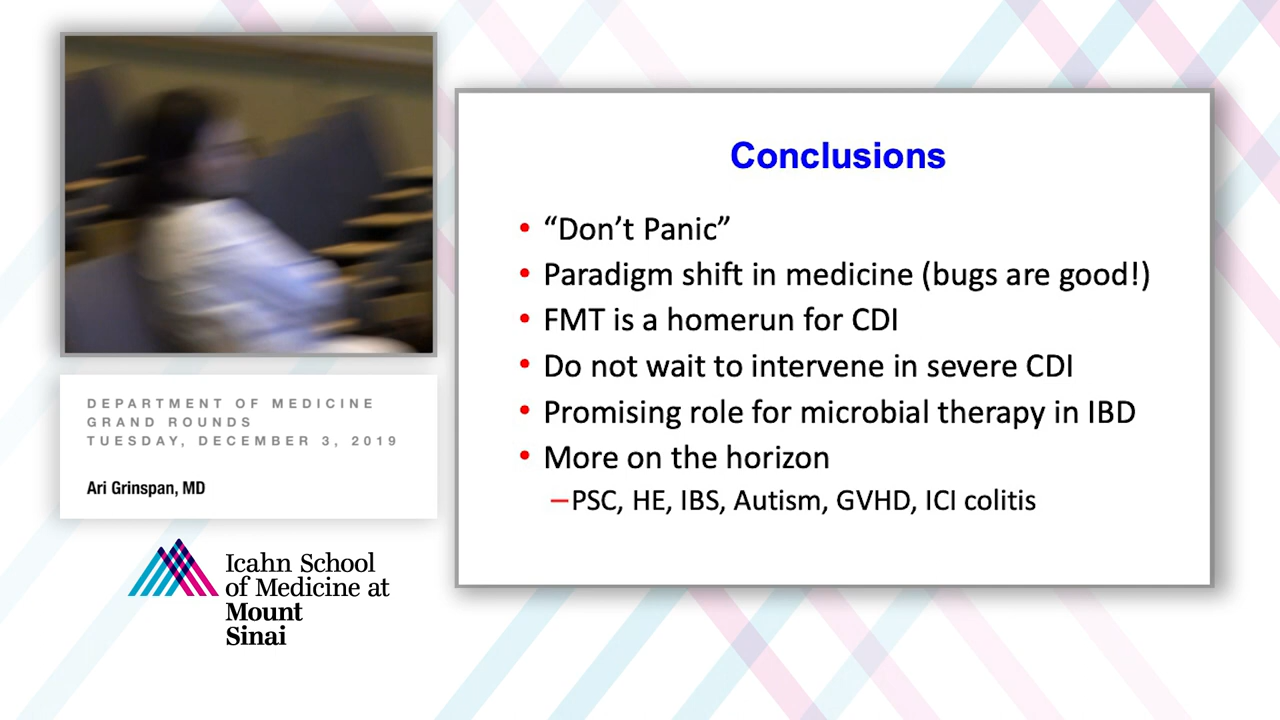 DEPARTMENT OF MEDICINE
GRAND ROUNDS
TUESDAY, DECEMBER 3, 2019
Ari Grinspan, MD
Icahn School
of Medicine at
Mount
Sinai
Conclusions
• “Don’t Panic”
• Paradigm shift in medicine (bugs are good!)
• FMT is a homerun for CDI
• Do not wait to intervene in severe CDI
• Promising role for microbial therapy in IBD
• More on the horizon
–PSC, HE, IBS, Autism, GVHD, ICI colitis